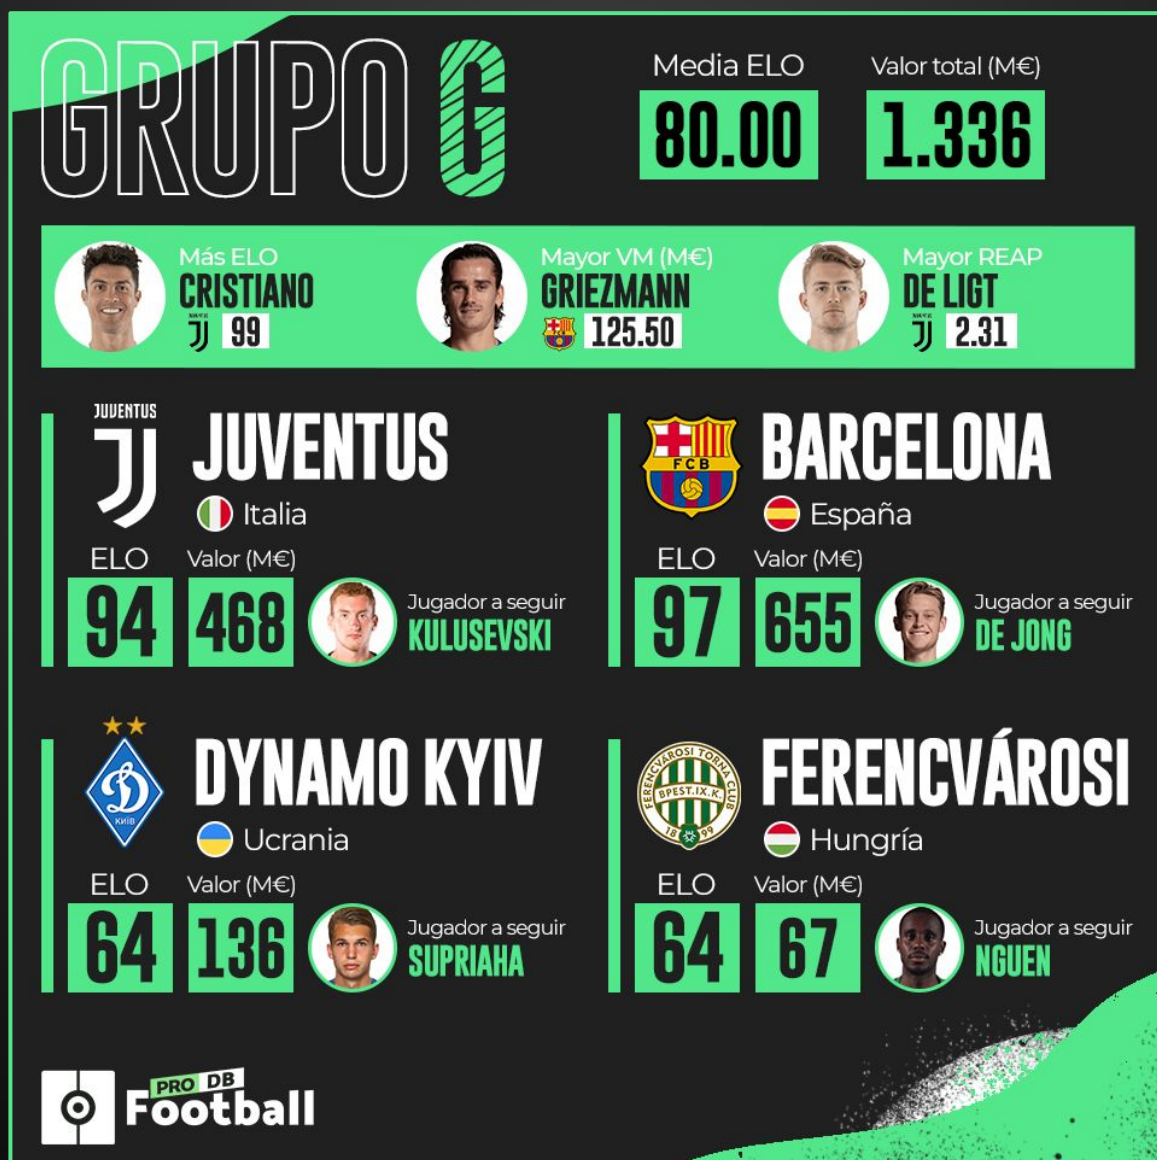 GRUPO G
Media ELO
80.00
Valor total (M€)
1.336
Más ELO
CRISTIANO
99
Mayor VM (M€)
GRIEZMANN
125.50
Mayor REAP
DE LIGT
2.31
JUVENTUS
JUVENTUS
Italia
ELO
94
Valor (M€)
468
Jugador a seguir
KULUSEVSKI
FCB
BARCELONA
España
ELO
97
Valor (M€)
655
Jugador a seguir
DE JONG
КИЇВ
DYNAMO KYIV
Ucrania
ELO
64
Valor (M€)
136
Jugador a seguir
SUPRIAHA
FERENCVÁROSI TORNA CLUB
BPEST.IX.K.
18 99
FERENCVÁROSI
Hungría
ELO
64
Valor (M€)
67
Jugador a seguir
NGUEN
PRO DB
Football